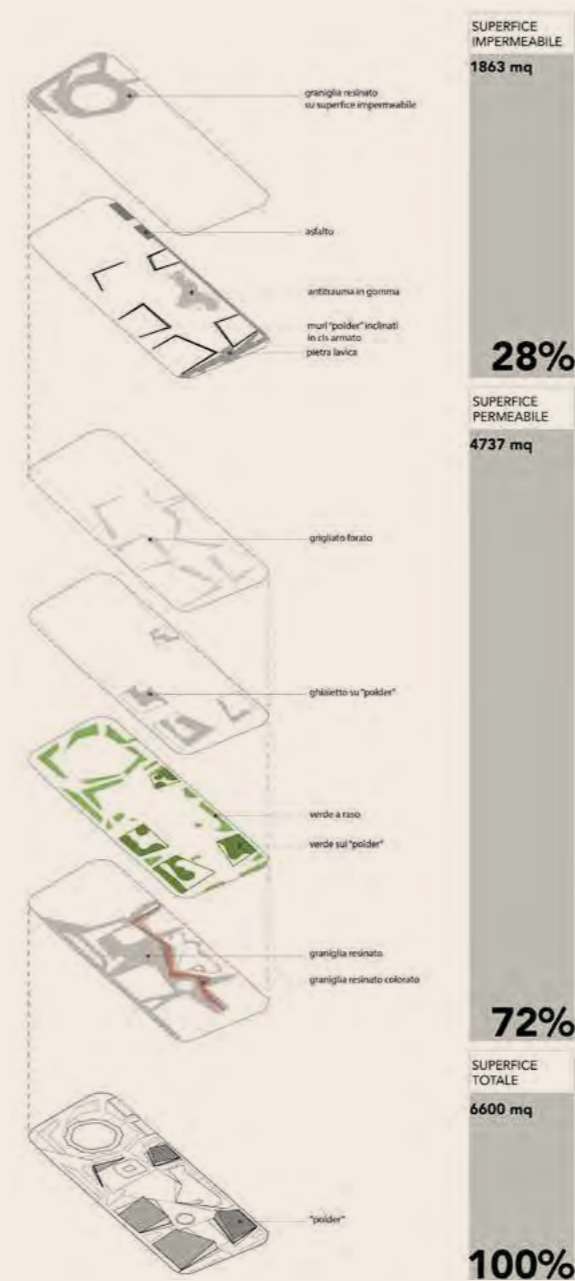 SUPERFICE
IMPERMEABILE
1863 mq
graniglia resinato
su superfice impermeabile
asfalto
antitrauma in gomma
muri "polder" inclinati
in cls armato
pietra lavica
28%
SUPERFICE
PERMEABILE
4737 mq
grigliato forato
ghiaietto su "polder"
verde a raso
verde sui "polder"
graniglia resinato
graniglia resinato colorato
72%
SUPERFICE
TOTALE
6600 mq
"polder"
100%